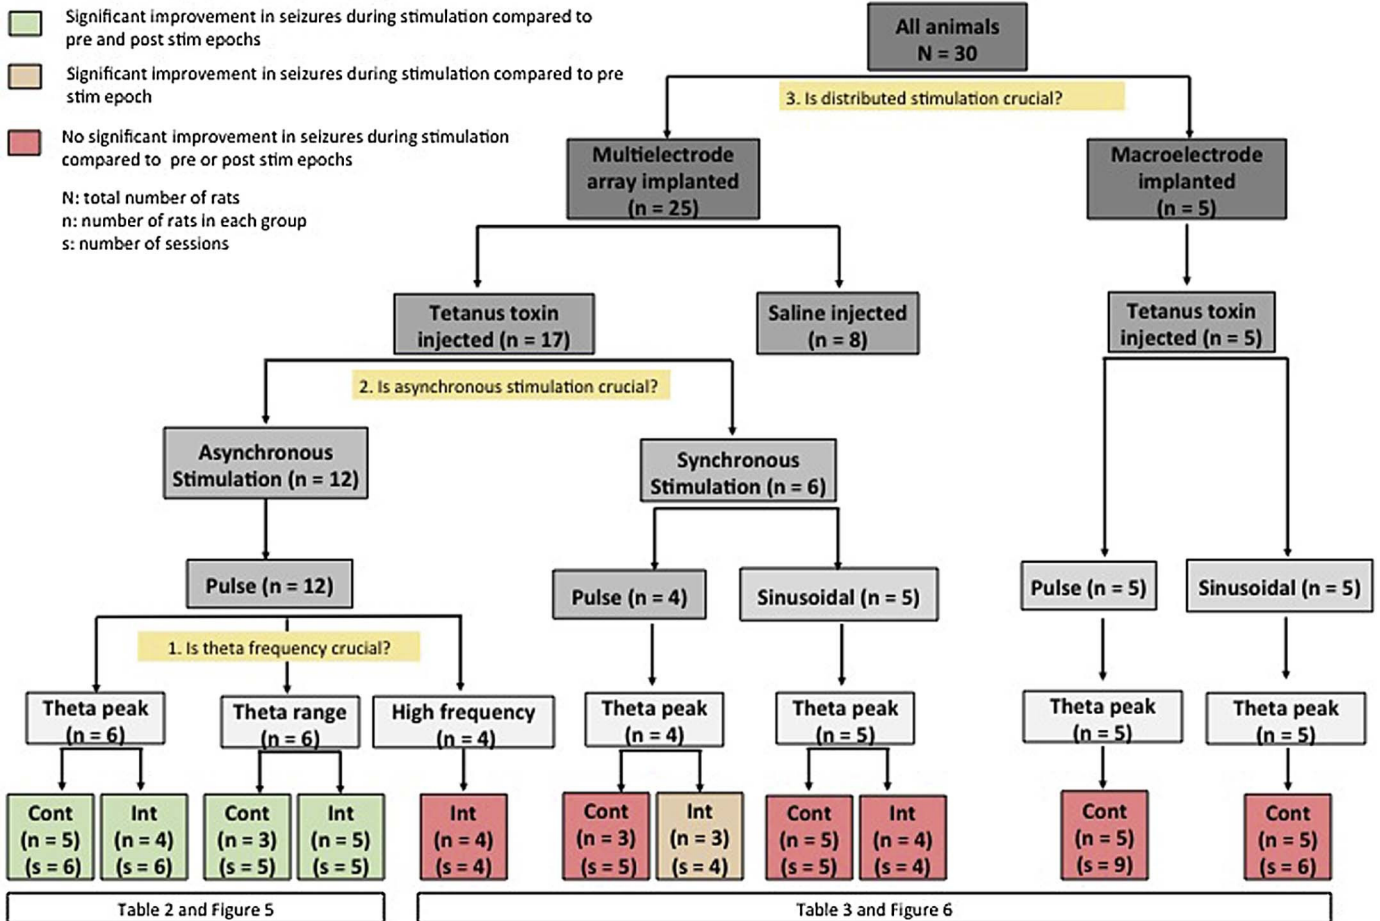 Significant improvement in seizures during stimulation compared to
pre and post stim epochs
Significant improvement in seizures during stimulation compared to pre
stim epoch
No significant improvement in seizures during stimulation
compared to pre or post stim epochs
N: total number of rats
n: number of rats in each group
s: number of sessions
All animals
N = 30
3. Is distributed stimulation crucial?
Multielectrode
array implanted
(n = 25)
Macroelectrode
implanted
(n = 5)
Tetanus toxin
injected (n = 17)
Saline injected
(n = 8)
Tetanus toxin
injected (n = 5)
2. Is asynchronous stimulation crucial?
Asynchronous
Stimulation (n = 12)
Synchronous
Stimulation (n = 6)
Pulse (n = 12)
Pulse (n = 4)
Sinusoidal (n = 5)
Pulse (n = 5)
Sinusoidal (n = 5)
1. Is theta frequency crucial?
Theta peak
(n = 6)
Theta range
(n = 6)
High frequency
(n = 4)
Theta peak
(n = 4)
Theta peak
(n = 5)
Theta peak
(n = 5)
Theta peak
(n = 5)
Cont
(n = 5)
(s = 6)
Int
(n = 4)
(s = 6)
Cont
(n = 3)
(s = 5)
Int
(n = 5)
(s = 5)
Int
(n = 4)
(s = 4)
Cont
(n = 3)
(s = 5)
Int
(n = 3)
(s = 4)
Cont
(n = 5)
(s = 5)
Int
(n = 4)
(s = 4)
Cont
(n = 5)
(s = 9)
Cont
(n = 5)
(s = 6)
Table 2 and Figure 5
Table 3 and Figure 6